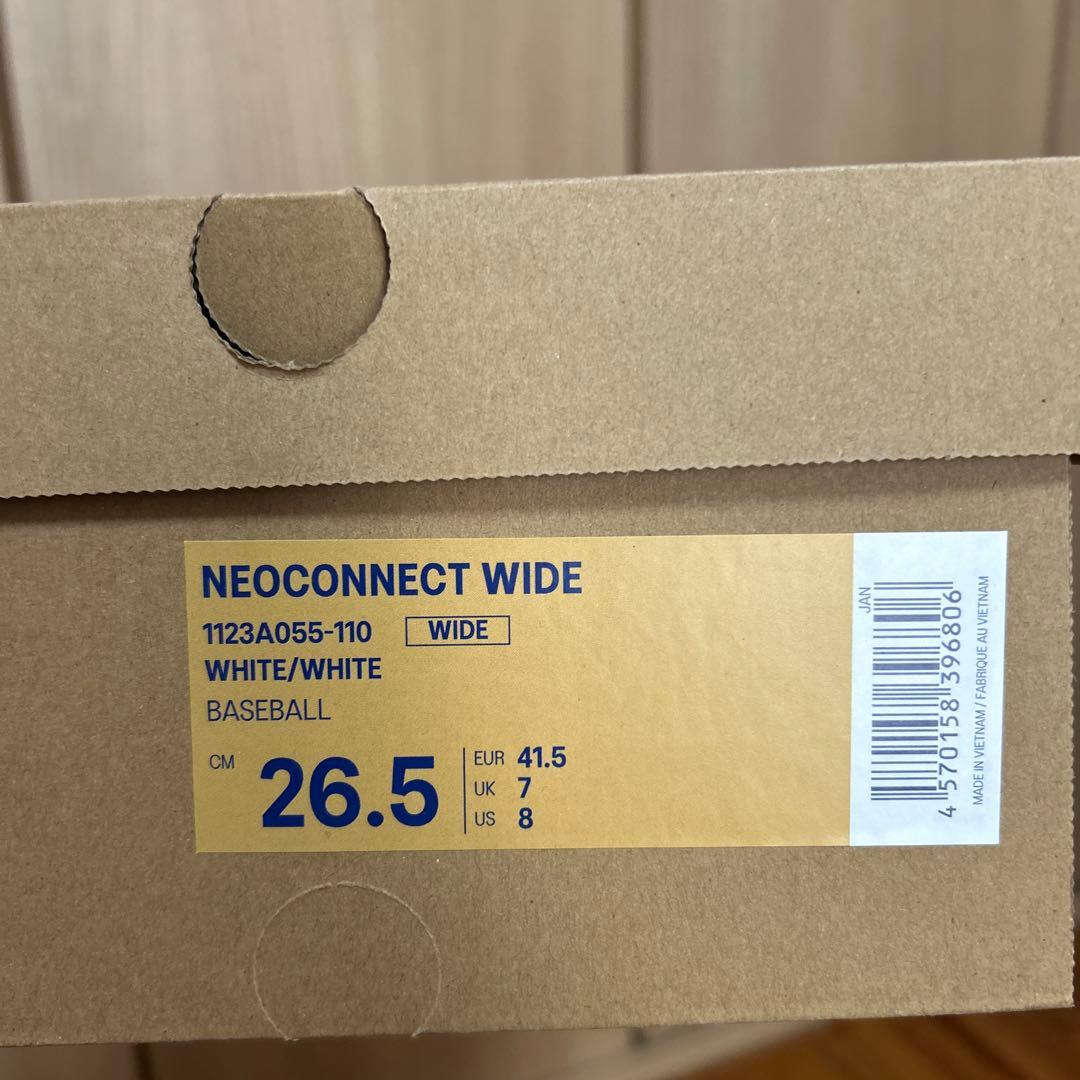 NEOCONNECT WIDE
1123A055-110 WIDE
WHITE/WHITE
BASEBALL
CM 26.5
EUR 41.5
UK 7
US 8
JAN
4 570158 396806
MADE IN VIETNAM / FABRIQUE AU VIETNAM